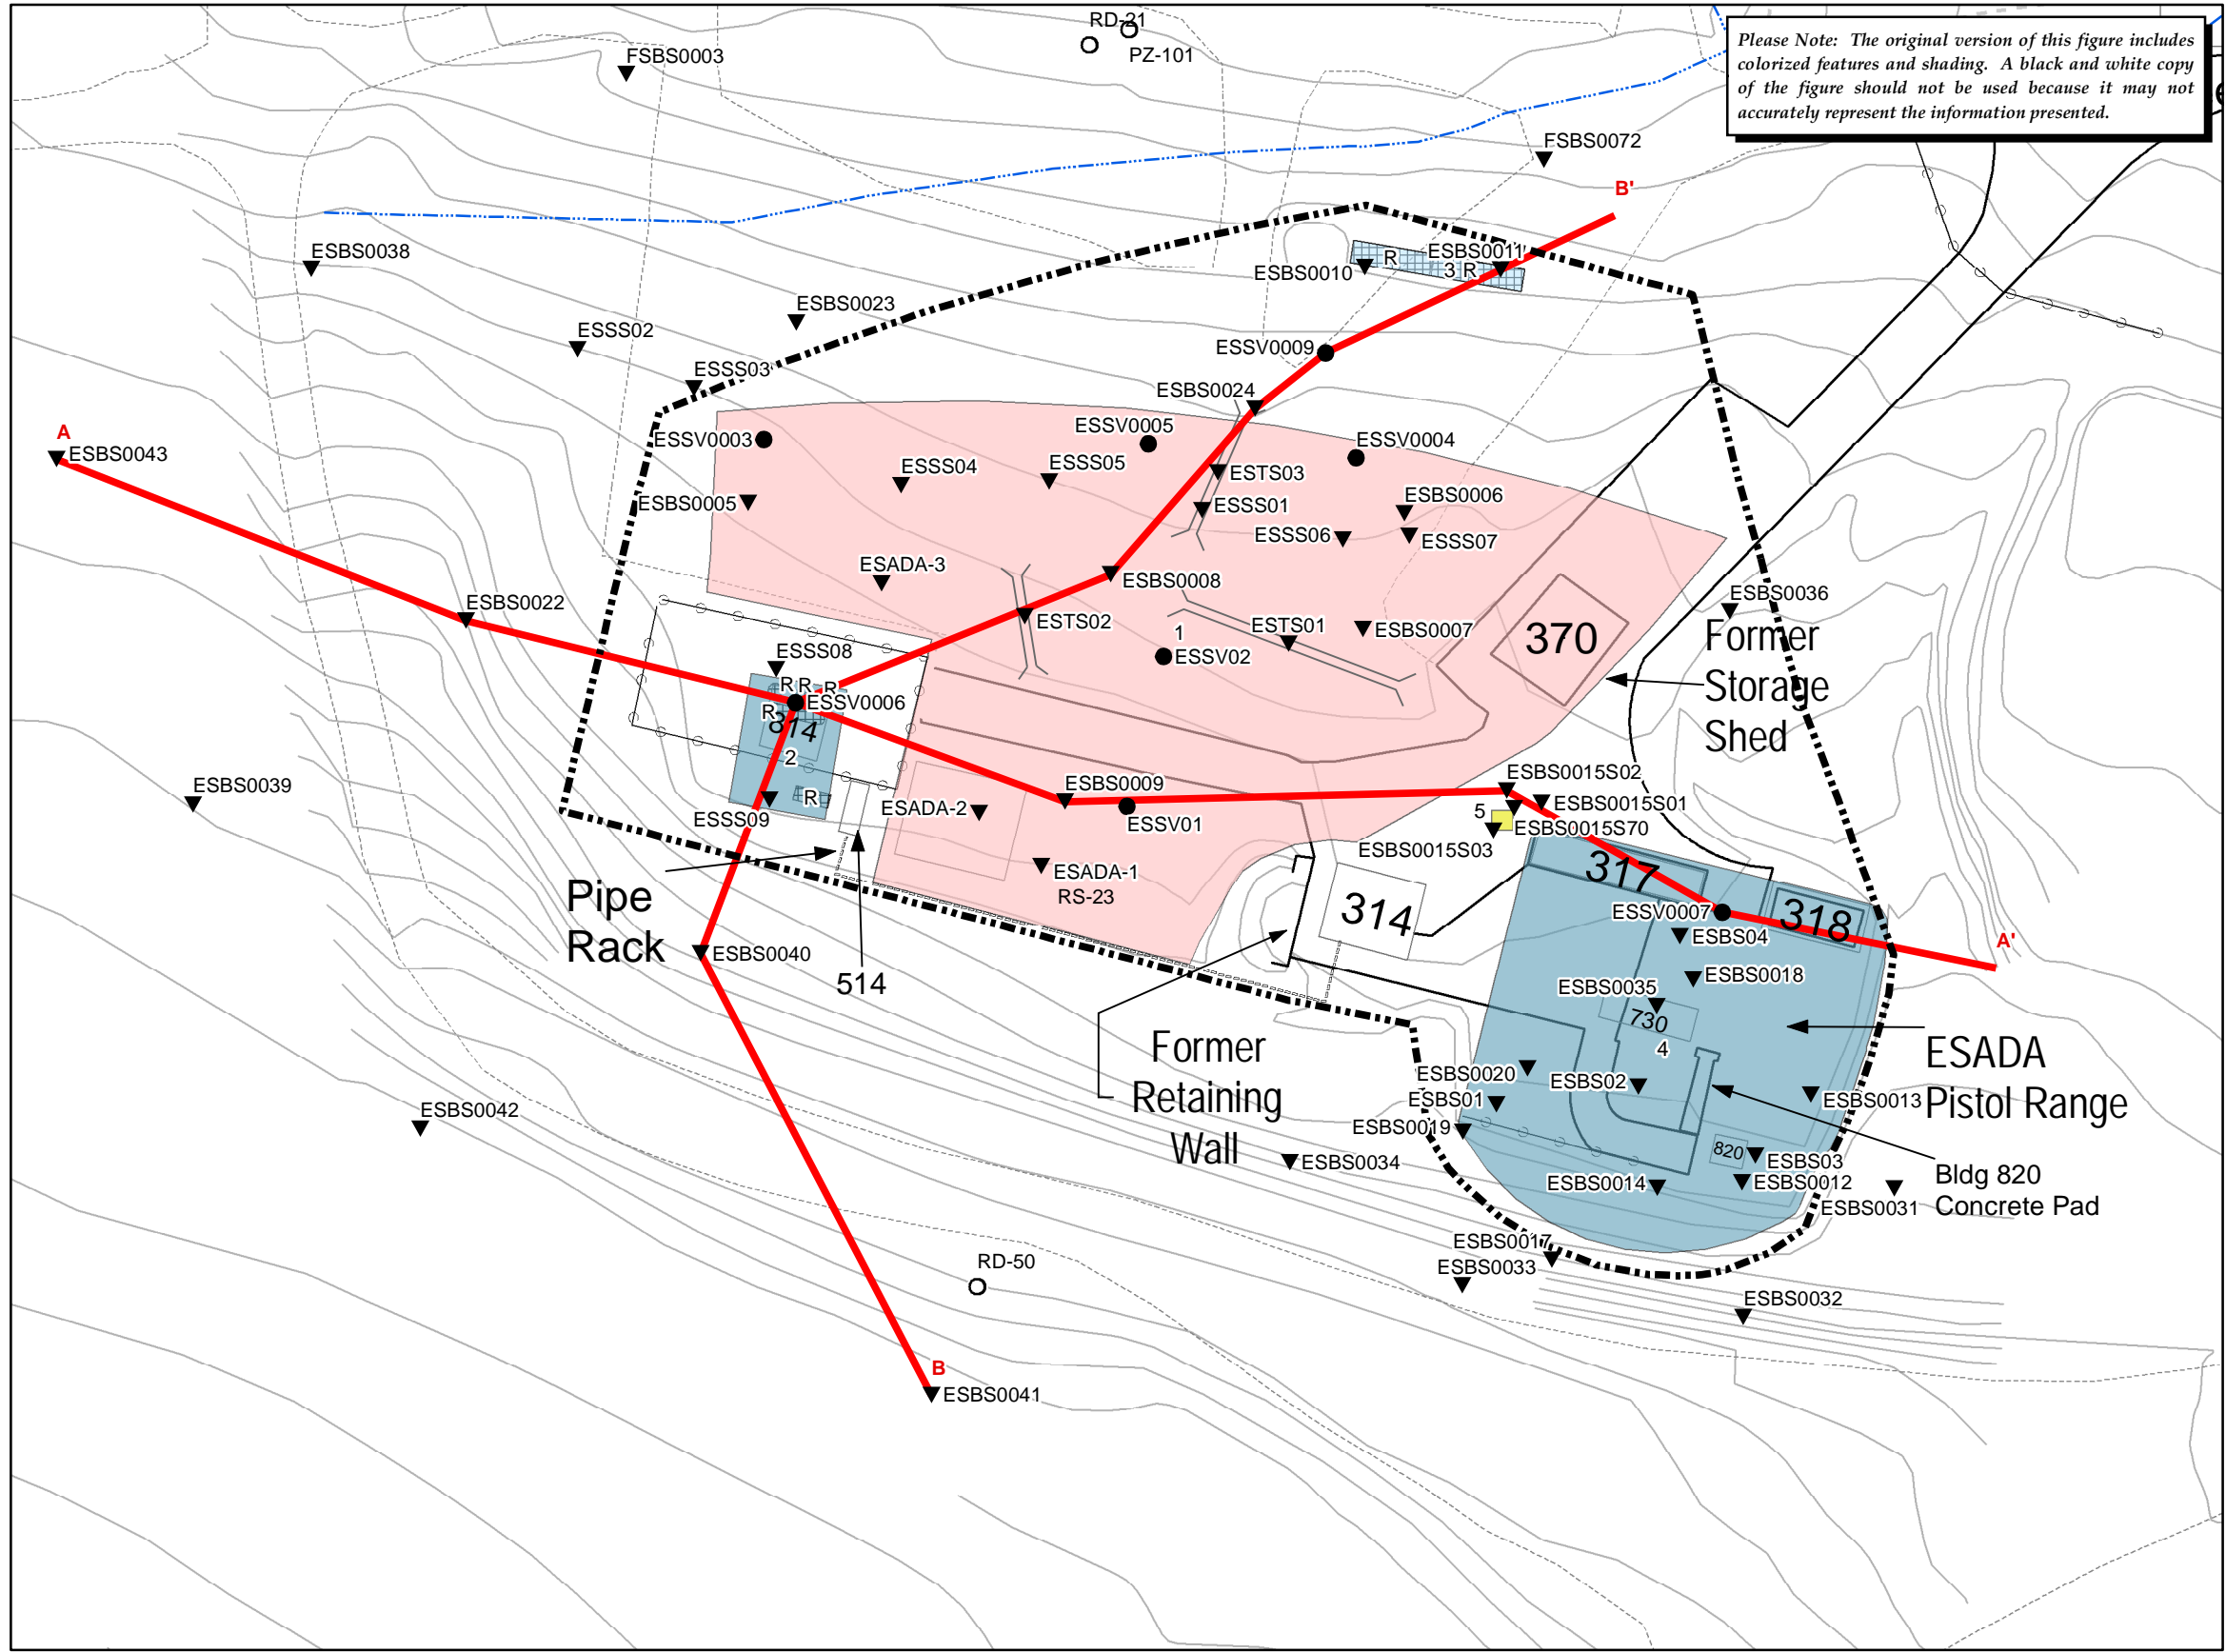 RD-21
PZ-101
FSBS0003
Please Note: The original version of this figure includes
colorized features and shading. A black and white copy
of the figure should not be used because it may not
accurately represent the information presented.
FSBS0072
B'
ESBS0038
ESBS0011
R
3 R
ESBS0010
ESBS0023
ESSS02
ESSV0009
ESSS03
ESBS0024
A
ESBS0043
ESSV0003
ESSV0005
ESSV0004
ESSS04
ESSS05
ESTS03
ESBS0005
ESSS01
ESBS0006
ESSS06
ESSS07
ESADA-3
ESBS0008
ESBS0022
ESBS0036
ESTS02
1
ESTS01
ESBS0007
370
Former
Storage
Shed
ESSV02
ESSS08
R R R
ESSV0006
R
814
2
R
ESSS09
ESBS0039
ESADA-2
ESBS0009
ESSV01
ESBS0015S02
ESBS0015S01
5
ESBS0015S70
ESBS0015S03
ESADA-1
RS-23
Pipe
Rack
514
314
317
318
ESSV0007
ESBS04
A'
ESBS0040
ESBS0018
ESBS0035
730
4
Former
Retaining
Wall
ESADA
Pistol Range
ESBS0020
ESBS02
ESBS01
ESBS0013
ESBS0042
ESBS0019
ESBS0034
820
ESBS03
ESBS0012
ESBS0014
Bldg 820
Concrete Pad
ESBS0031
ESBS0017
ESBS0033
RD-50
ESBS0032
B
ESBS0041